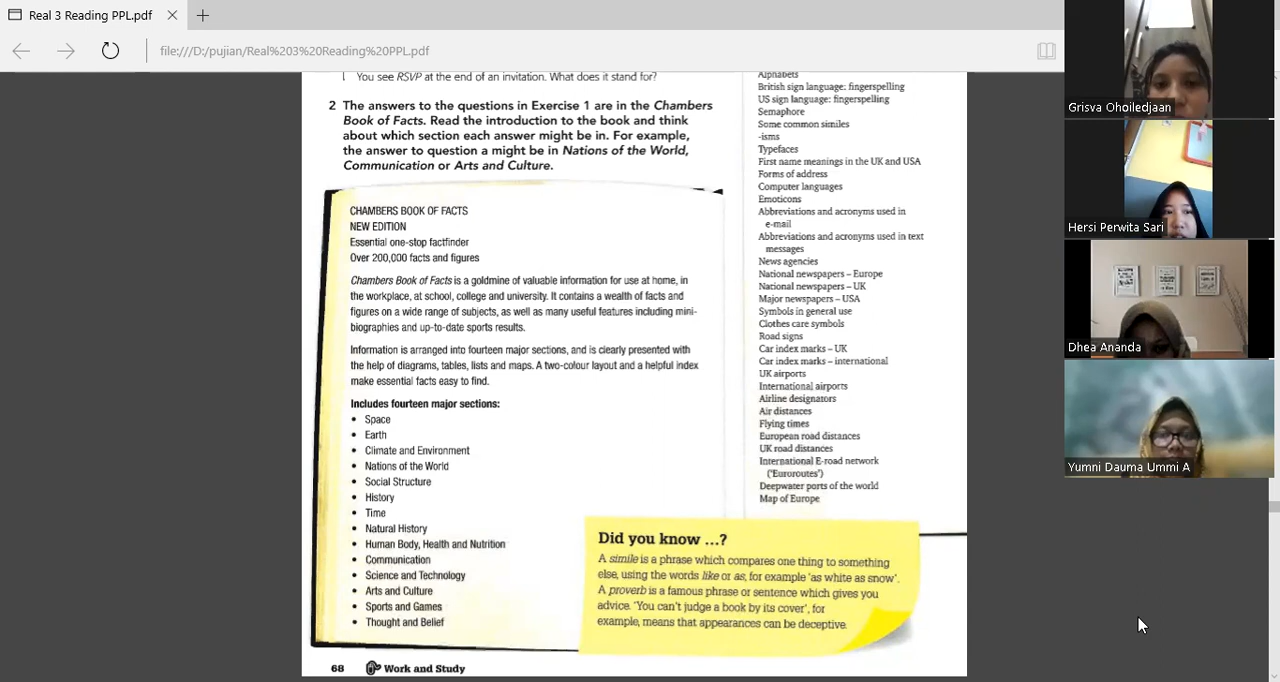 Real 3 Reading PPL.pdf
file:///D:/pujian/Real%203%20Reading%20PPL.pdf
l You see RSVP at the end of an invitation. What does it stand for?
2 The answers to the questions in Exercise 1 are in the Chambers
Book of Facts. Read the introduction to the book and think
about which section each answer might be in. For example,
the answer to question a might be in Nations of the World,
Communication or Arts and Culture.
CHAMBERS BOOK OF FACTS
NEW EDITION
Essential one-stop factfinder
Over 200,000 facts and figures
Chambers Book of Facts is a goldmine of valuable information for use at home, in
the workplace, at school, college and university. It contains a wealth of facts and
figures on a wide range of subjects, as well as many useful features including mini-
biographies and up-to-date sports results.
Information is arranged into fourteen major sections, and is clearly presented with
the help of diagrams, tables, lists and maps. A two-colour layout and a helpful index
make essential facts easy to find.
Includes fourteen major sections:
• Space
• Earth
• Climate and Environment
• Nations of the World
• Social Structure
• History
• Time
• Natural History
• Human Body, Health and Nutrition
• Communication
• Science and Technology
• Arts and Culture
• Sports and Games
• Thought and Belief
68 Work and Study
Alphabets
British sign language: fingerspelling
US sign language: fingerspelling
Semaphore
Some common similes
-isms
Typefaces
First name meanings in the UK and USA
Forms of address
Computer languages
Emoticons
Abbreviations and acronyms used in
e-mail
Abbreviations and acronyms used in text
messages
News agencies
National newspapers – Europe
National newspapers – UK
Major newspapers – USA
Symbols in general use
Clothes care symbols
Road signs
Car index marks – UK
Car index marks – international
UK airports
International airports
Airline designators
Air distances
Flying times
European road distances
UK road distances
International E-road network
('Euroroutes')
Deepwater ports of the world
Map of Europe
Did you know ...?
A simile is a phrase which compares one thing to something
else, using the words like or as, for example 'as white as snow'.
A proverb is a famous phrase or sentence which gives you
advice. 'You can't judge a book by its cover', for
example, means that appearances can be deceptive.
Grisva Ohoiledjaan
Hersi Perwita Sari
Dhea Ananda
Yumni Dauma Ummi A